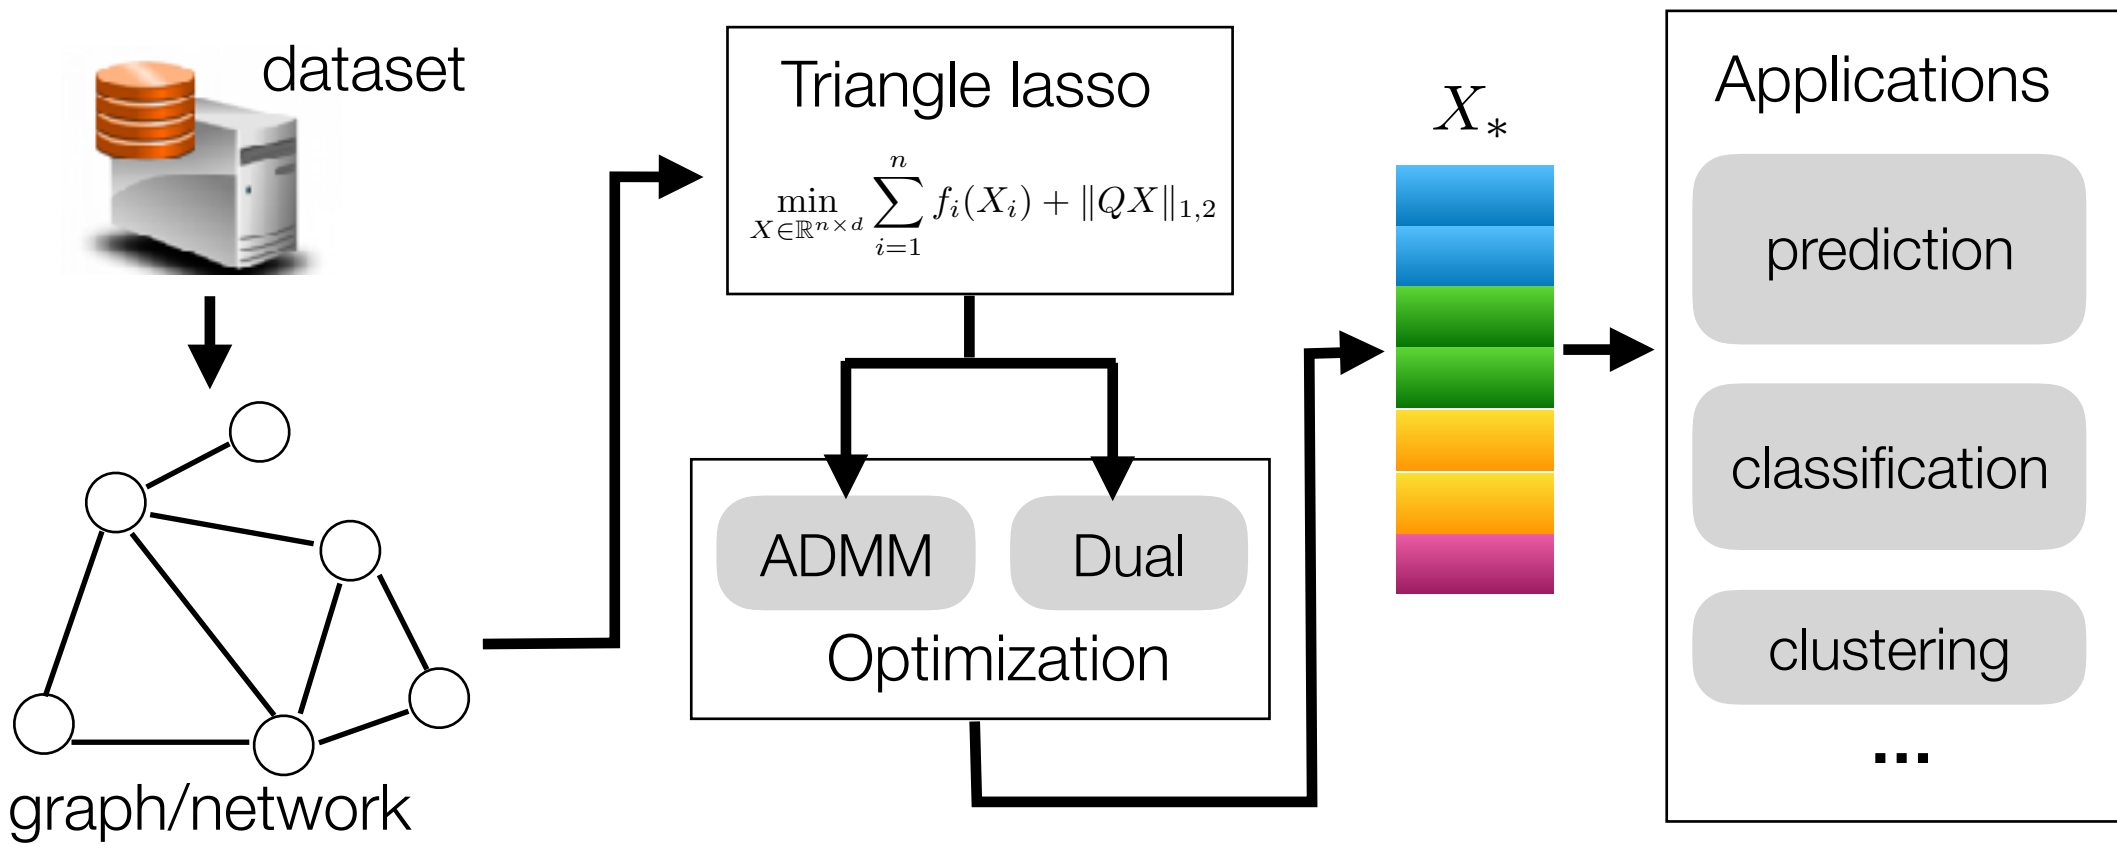 dataset
graph/network
Triangle lasso
$\min_{X \in \mathbb{R}^{n \times d}} \sum_{i=1}^{n} f_i(X_i) + \|QX\|_{1,2}$
ADMM
Dual
Optimization
$X_*$
Applications
prediction
classification
clustering
...